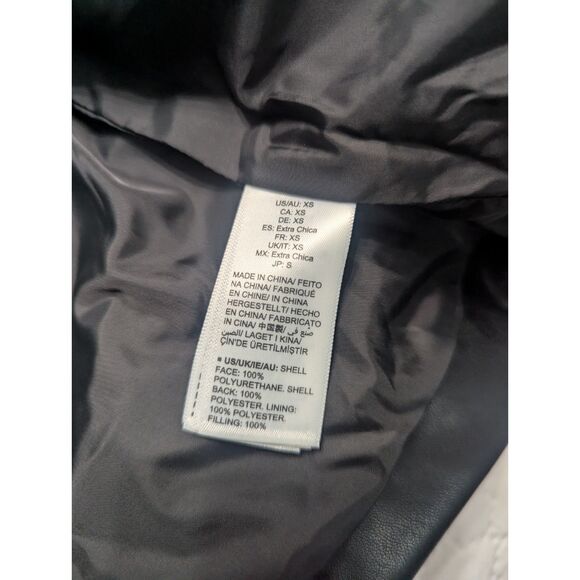 US/AU: XS
CA: XS
DE: XS
ES: Extra Chica
FR: XS
UK/IT: XS
MX: Extra Chica
JP: S
MADE IN CHINA/ FEITO
NA CHINA/ FABRIQUÉ
EN CHINE/ IN CHINA
HERGESTELLT/ HECHO
EN CHINA/ FABBRICATO
IN CINA/ 中国製/ صنع في
الصين/ LAGET I KINA/
ÇİN'DE ÜRETİLMİŞTİR
■ US/UK/IE/AU: SHELL
FACE: 100%
POLYURETHANE. SHELL
BACK: 100%
POLYESTER. LINING:
100% POLYESTER.
FILLING: 100%